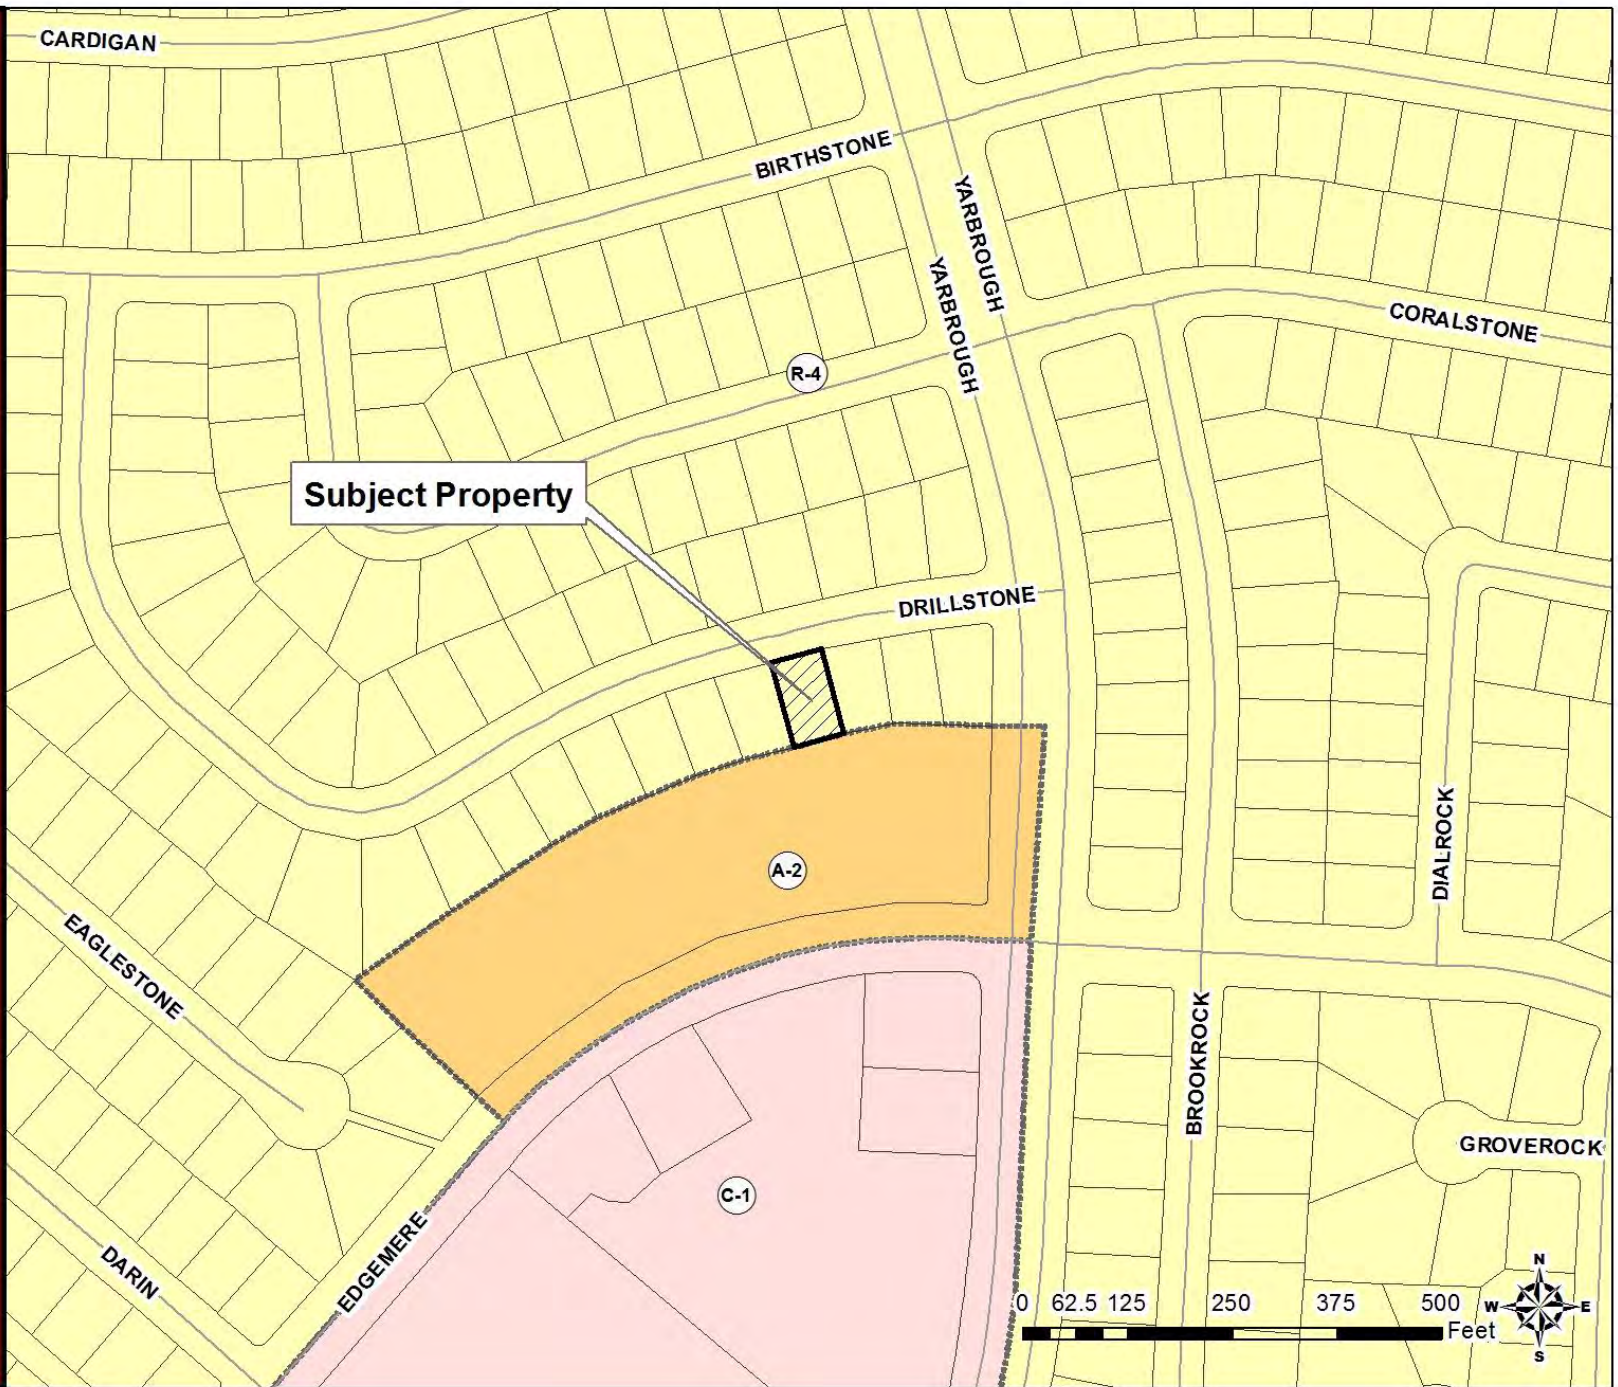 CARDIGAN
BIRTHSTONE
YARBROUGH
YARBROUGH
CORALSTONE
R-4
Subject Property
DRILLSTONE
A-2
DIALROCK
EAGLESTONE
BROOKROCK
GROVEROCK
C-1
EDGEMERE
DARIN
N
W E
S
0 62.5 125 250 375 500
Feet